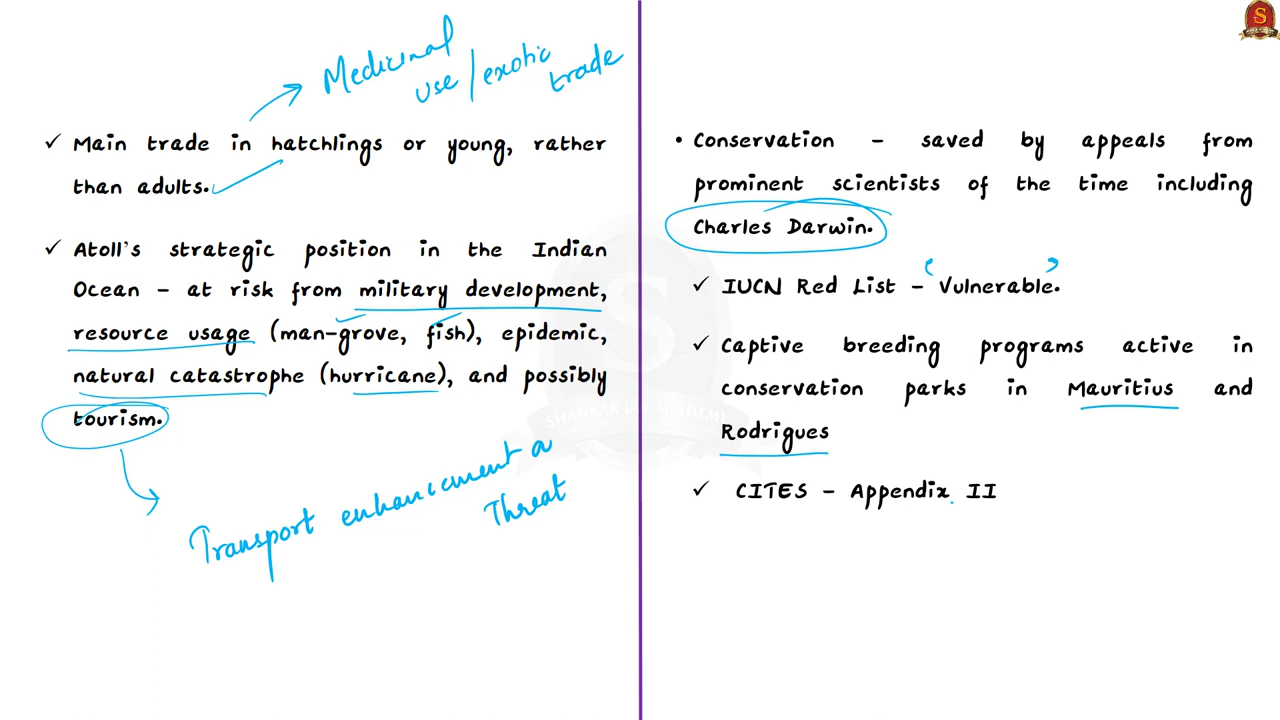 Medicinal
use / exotic
trade
✓ Main trade in hatchlings or young, rather
than adults.
✓ Atoll's strategic position in the Indian
Ocean – at risk from military development,
resource usage (man-grove, fish), epidemic,
natural catastrophe (hurricane), and possibly
tourism.
Transport enhancement a
Threat
• Conservation – saved by appeals from
prominent scientists of the time including
Charles Darwin.
✓ IUCN Red List – "Vulnerable".
✓ Captive breeding programs active in
conservation parks in Mauritius and
Rodrigues
✓ CITES – Appendix II
SHANKAR IAS ACADEMY
S